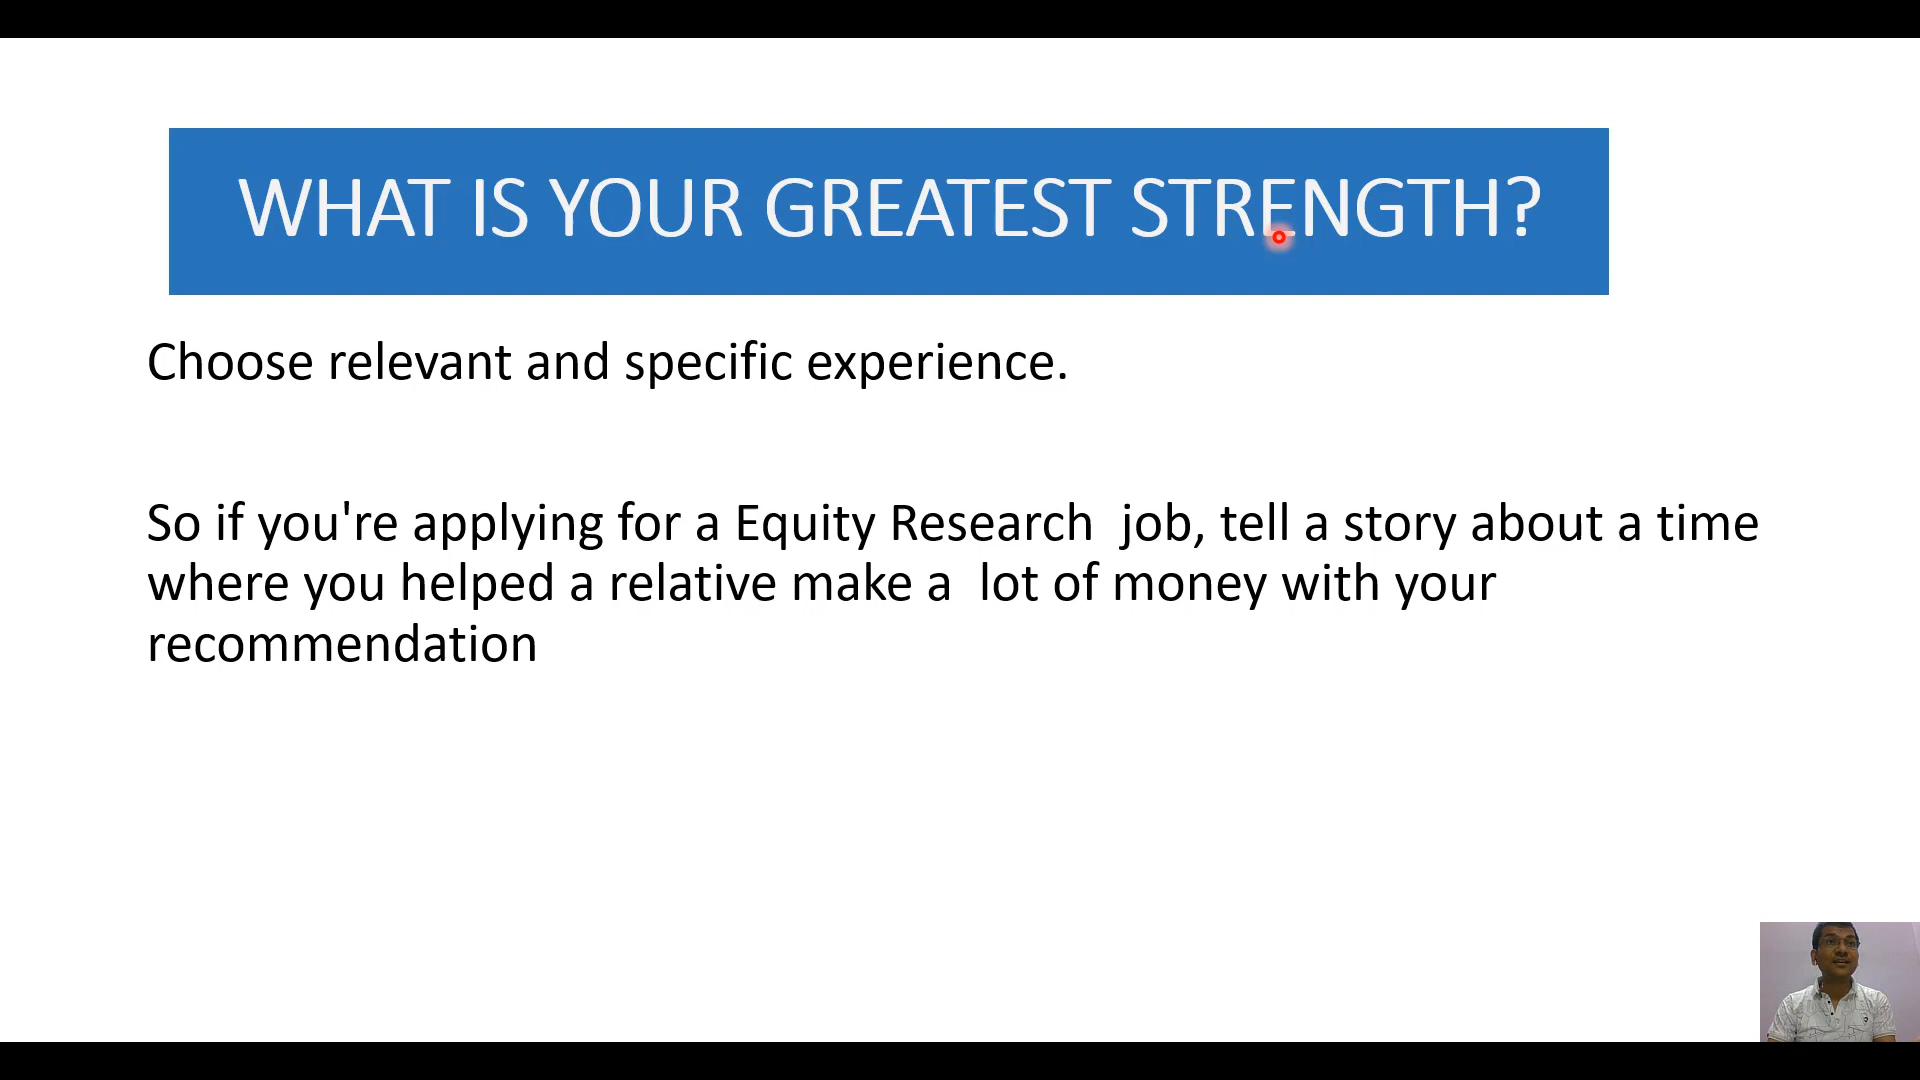 WHAT IS YOUR GREATEST STRENGTH?
Choose relevant and specific experience.
So if you're applying for a Equity Research  job, tell a story about a time
where you helped a relative make a  lot of money with your
recommendation